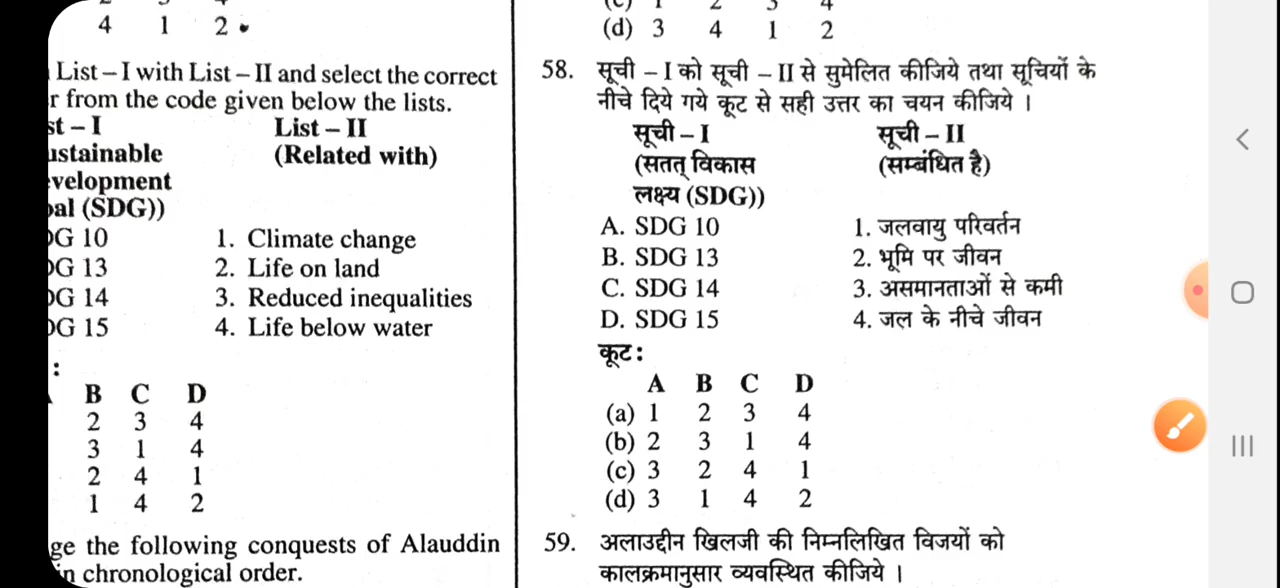 4 1 2
List – I with List – II and select the correct
from the code given below the lists.
– I List – II
(Related with)
(SDG))
10 1. Climate change
13 2. Life on land
14 3. Reduced inequalities
15 4. Life below water
:
B C D
2 3 4
3 1 4
2 4 1
1 4 2
the following conquests of Alauddin
in chronological order.
(d) 3 4 1 2
58. सूची – I को सूची – II से सुमेलित कीजिये तथा सूचियों के
नीचे दिये गये कूट से सही उत्तर का चयन कीजिये ।
सूची – I सूची – II
(सतत् विकास (सम्बंधित है)
लक्ष्य (SDG))
A. SDG 10 1. जलवायु परिवर्तन
B. SDG 13 2. भूमि पर जीवन
C. SDG 14 3. असमानताओं से कमी
D. SDG 15 4. जल के नीचे जीवन
कूट :
A B C D
(a) 1 2 3 4
(b) 2 3 1 4
(c) 3 2 4 1
(d) 3 1 4 2
59. अलाउद्दीन खिलजी की निम्नलिखित विजयों को
कालक्रमानुसार व्यवस्थित कीजिये ।